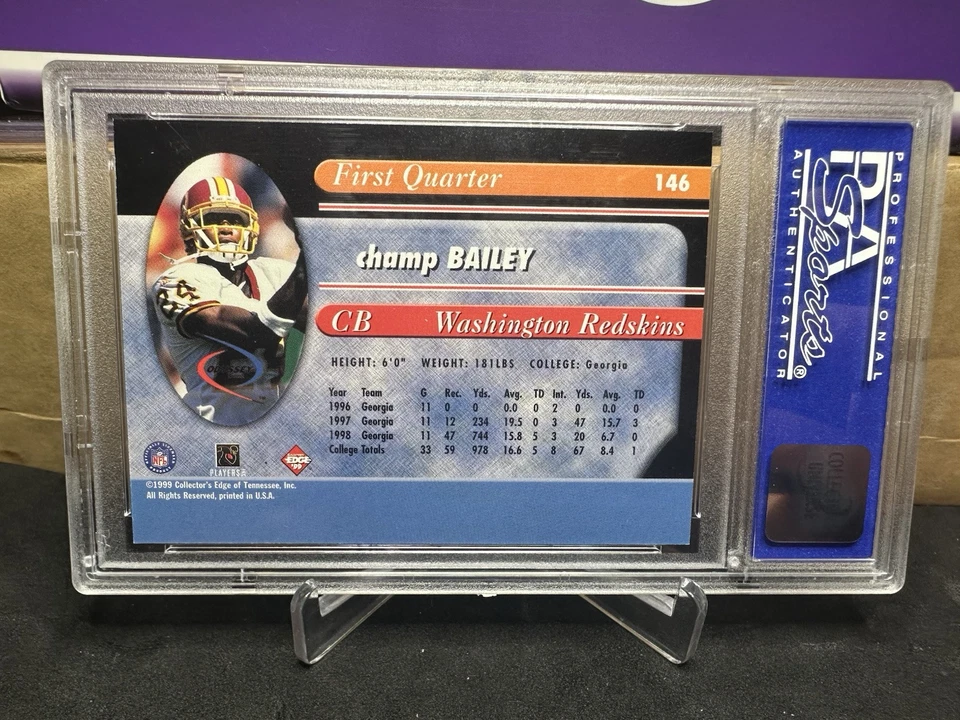 First Quarter 146
champ BAILEY
CB Washington Redskins
HEIGHT: 6'0" WEIGHT: 181LBS COLLEGE: Georgia
Year Team G Rec. Yds. Avg. TD Int. Yds. Avg. TD
1996 Georgia 11 0 0 0.0 0 2 0 0.0 0
1997 Georgia 11 12 234 19.5 0 3 47 15.7 3
1998 Georgia 11 47 744 15.8 5 3 20 6.7 0
College Totals 33 59 978 16.6 5 8 67 8.4 1
ODYSSEY
NFL
PLAYERS
EDGE
'99
©1999 Collector's Edge of Tennessee, Inc.
All Rights Reserved, printed in U.S.A.
PROFESSIONAL
PSA
Sports®
AUTHENTICATOR